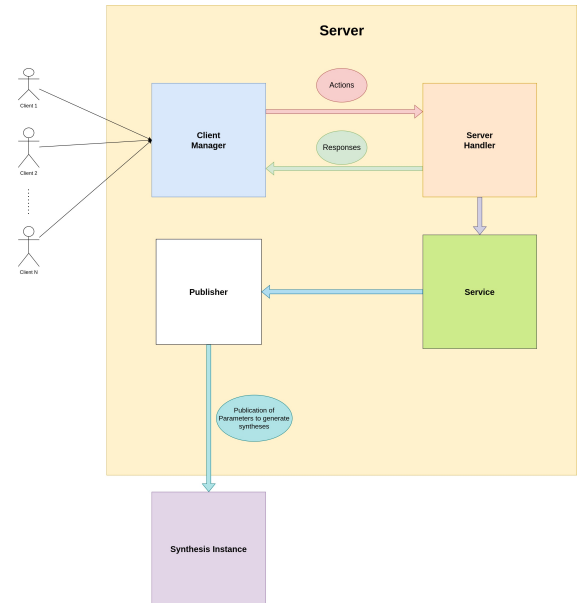 Server
Client 1
Actions
Client
Manager
Server
Handler
Responses
Client 2
Client N
Publisher
Service
Publication of
Parameters to generate
syntheses
Synthesis Instance